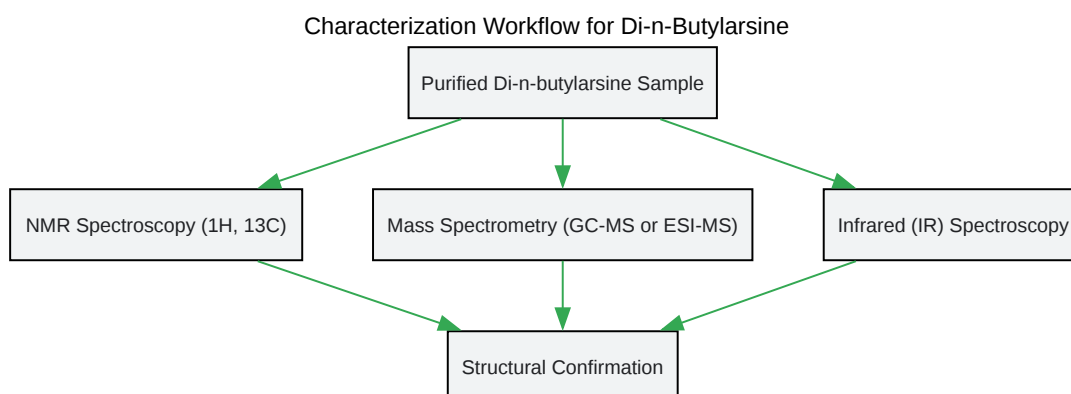 Characterization Workflow for Di-n-Butylarsine
Purified Di-n-butylarsine Sample
NMR Spectroscopy (1H, 13C)
Mass Spectrometry (GC-MS or ESI-MS)
Infrared (IR) Spectroscopy
Structural Confirmation